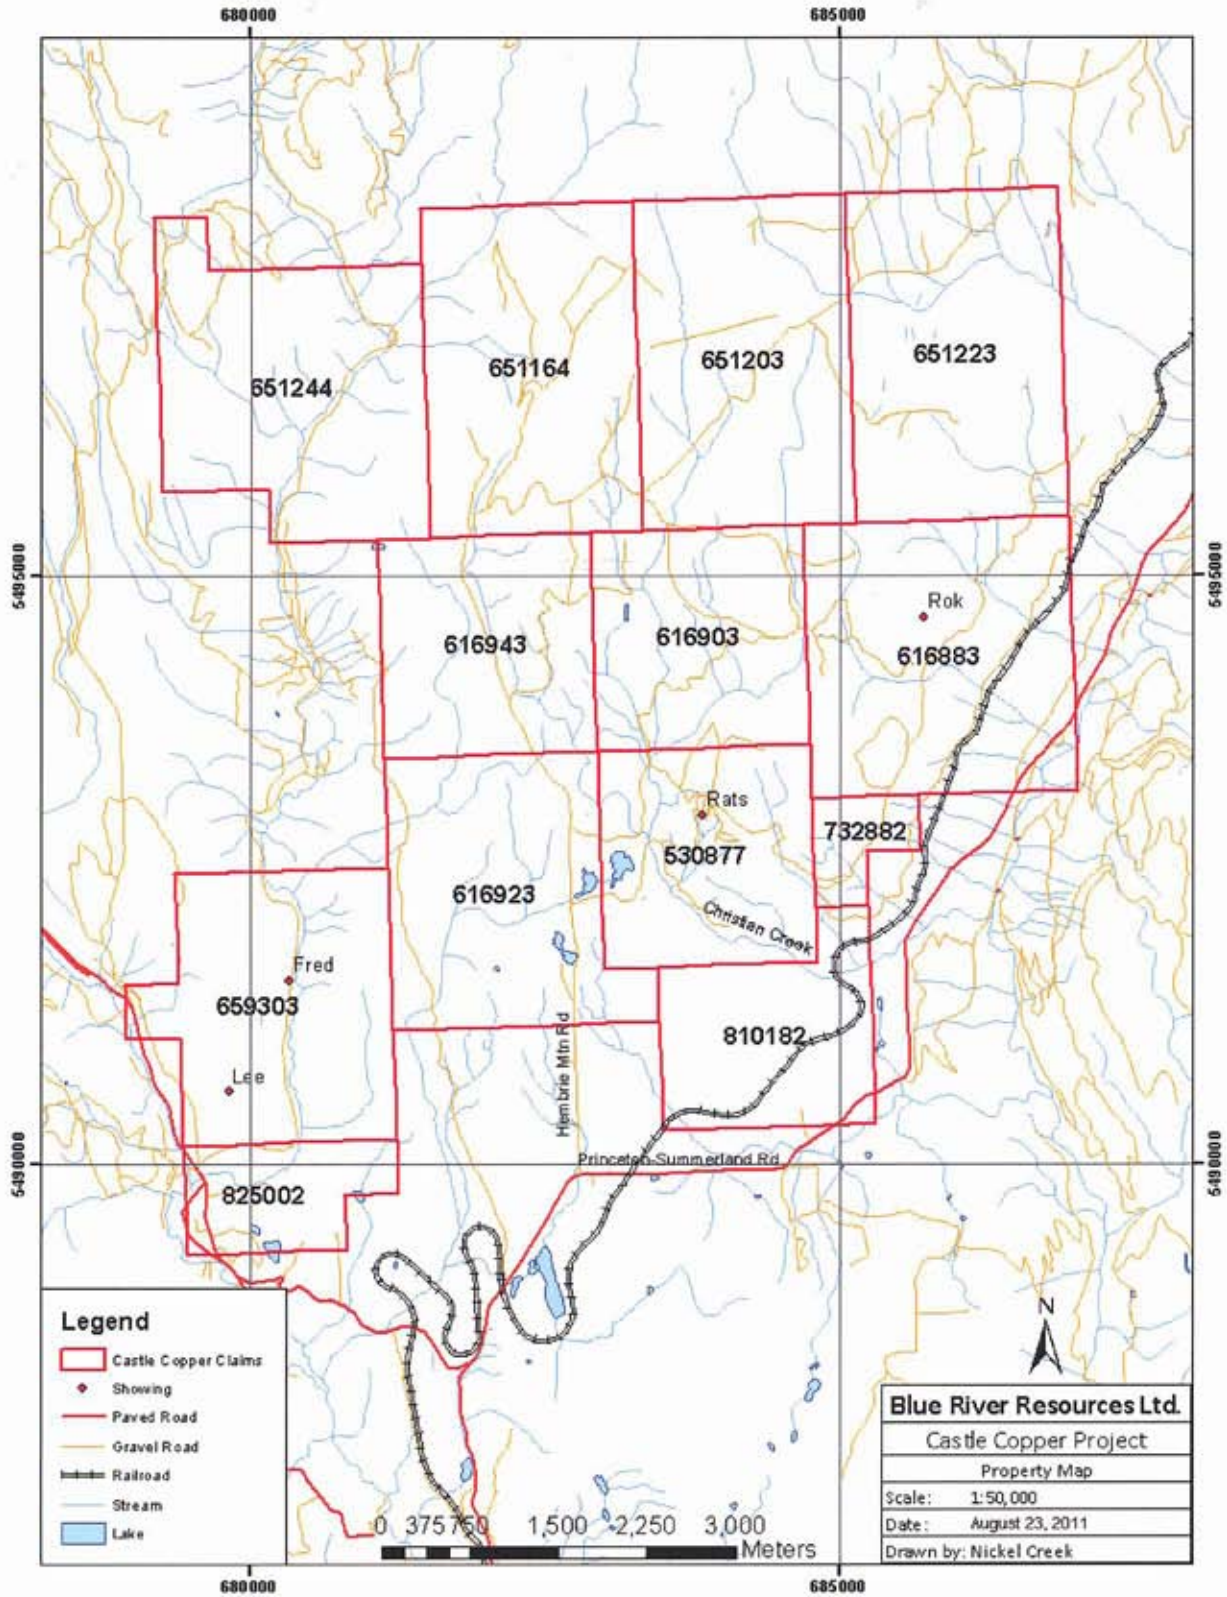 680000
685000
651244
651164
651203
651223
5495000
5495000
616943
616903
Rok
616883
Rats
530877
732882
Christian Creek
616923
Fred
659303
Lee
810182
Hembrie Mtn Rd
Princeton-Summerland Rd
5490000
5490000
825002
Legend
Castle Copper Claims
Showing
Paved Road
Gravel Road
Railroad
Stream
Lake
N
Blue River Resources Ltd.
Castle Copper Project
Property Map
Scale: 1:50,000
Date: August 23, 2011
Drawn by: Nickel Creek
0 375 750 1,500 2,250 3,000
Meters
680000
685000